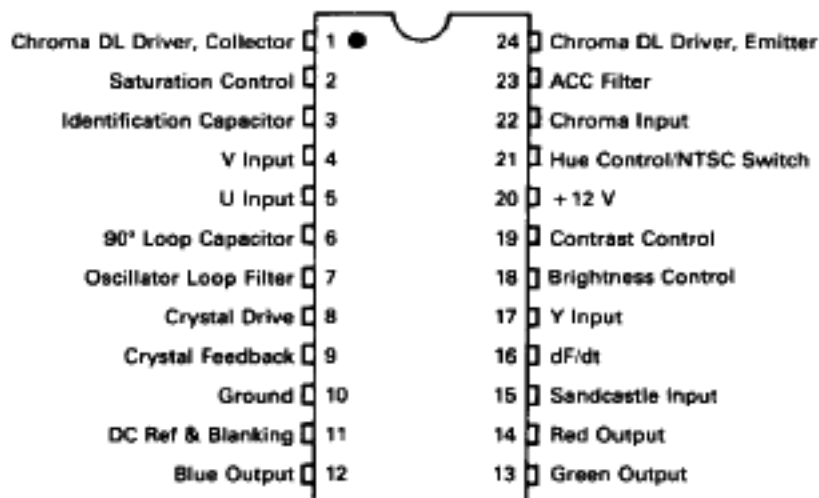 Chroma DL Driver, Collector 1 24 Chroma DL Driver, Emitter
Saturation Control 2 23 ACC Filter
Identification Capacitor 3 22 Chroma Input
V Input 4 21 Hue Control/NTSC Switch
U Input 5 20 +12 V
90° Loop Capacitor 6 19 Contrast Control
Oscillator Loop Filter 7 18 Brightness Control
Crystal Drive 8 17 Y Input
Crystal Feedback 9 16 dF/dt
Ground 10 15 Sandcastle Input
DC Ref & Blanking 11 14 Red Output
Blue Output 12 13 Green Output